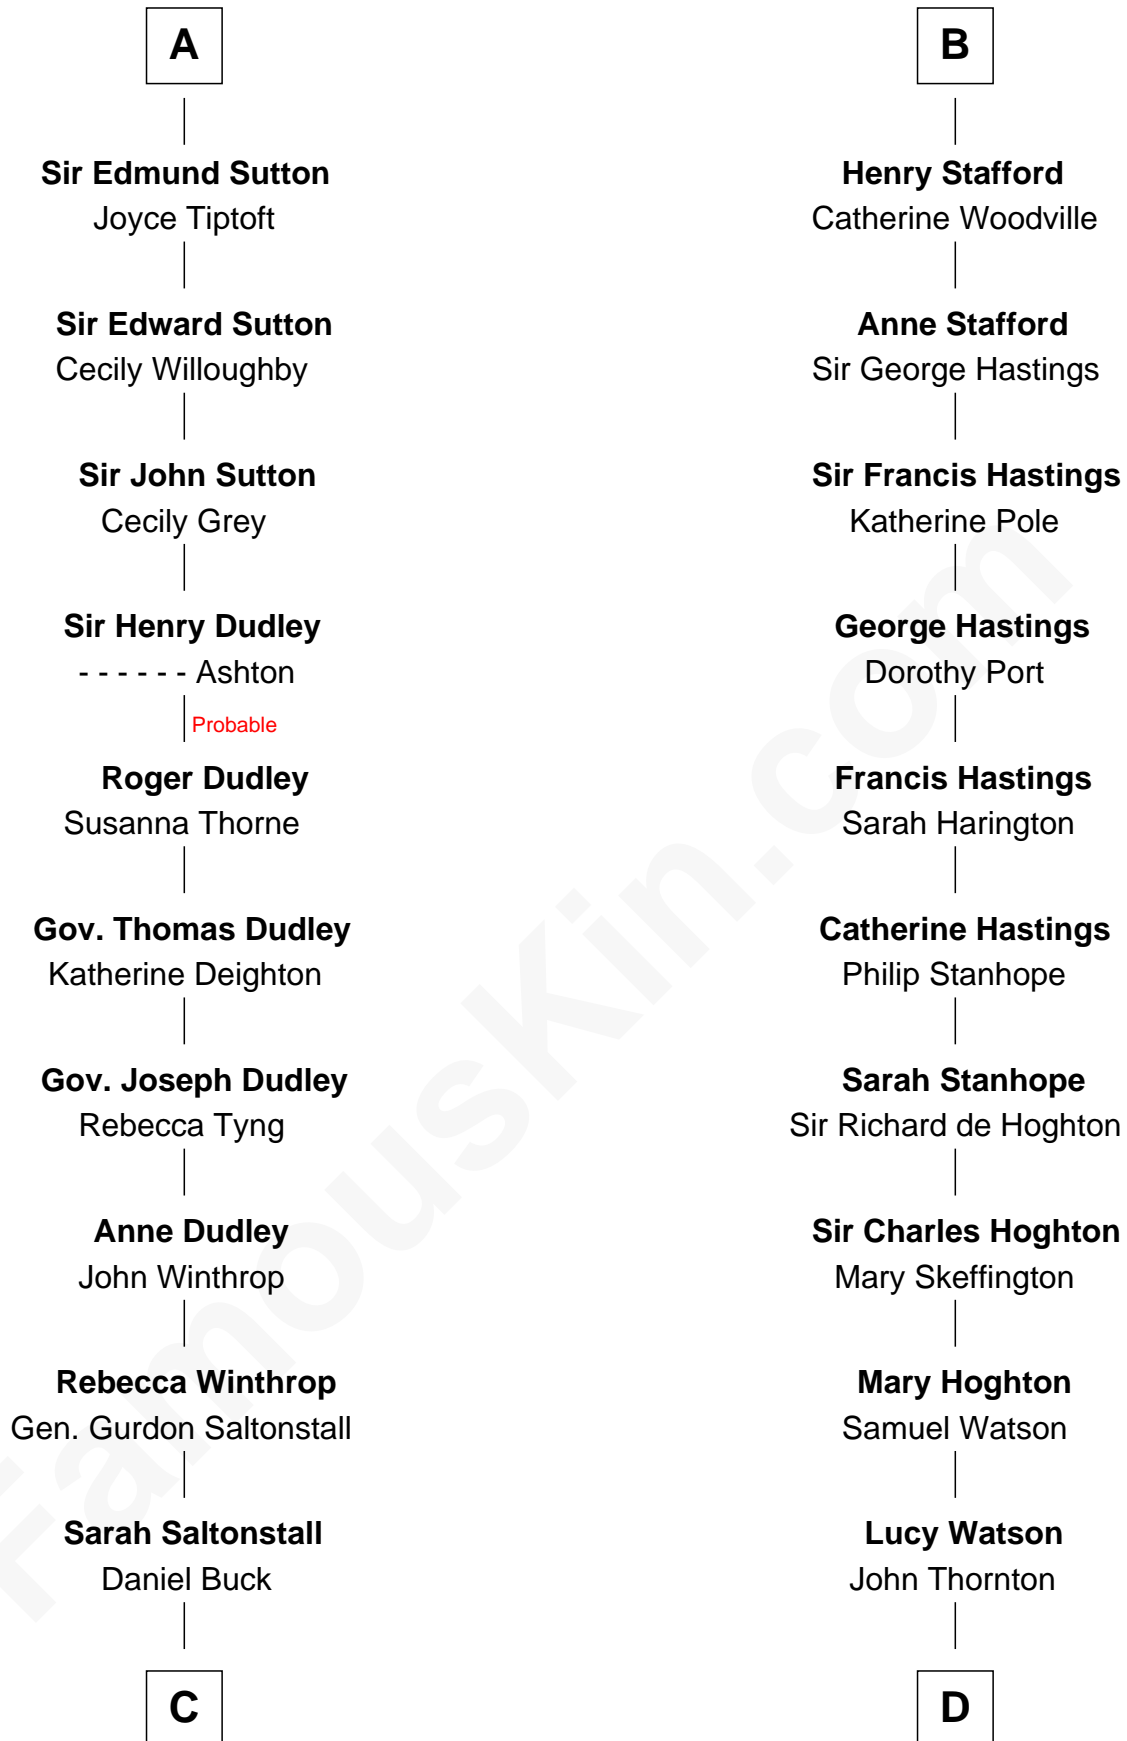 A
Sir Edmund Sutton
Joyce Tiptoft
Sir Edward Sutton
Cecily Willoughby
Sir John Sutton
Cecily Grey
Sir Henry Dudley
- - - - - - Ashton
Probable
Roger Dudley
Susanna Thorne
Gov. Thomas Dudley
Katherine Deighton
Gov. Joseph Dudley
Rebecca Tyng
Anne Dudley
John Winthrop
Rebecca Winthrop
Gen. Gurdon Saltonstall
Sarah Saltonstall
Daniel Buck
C
B
Henry Stafford
Catherine Woodville
Anne Stafford
Sir George Hastings
Sir Francis Hastings
Katherine Pole
George Hastings
Dorothy Port
Francis Hastings
Sarah Harington
Catherine Hastings
Philip Stanhope
Sarah Stanhope
Sir Richard de Hoghton
Sir Charles Hoghton
Mary Skeffington
Mary Hoghton
Samuel Watson
Lucy Watson
John Thornton
D
FamousKin.com